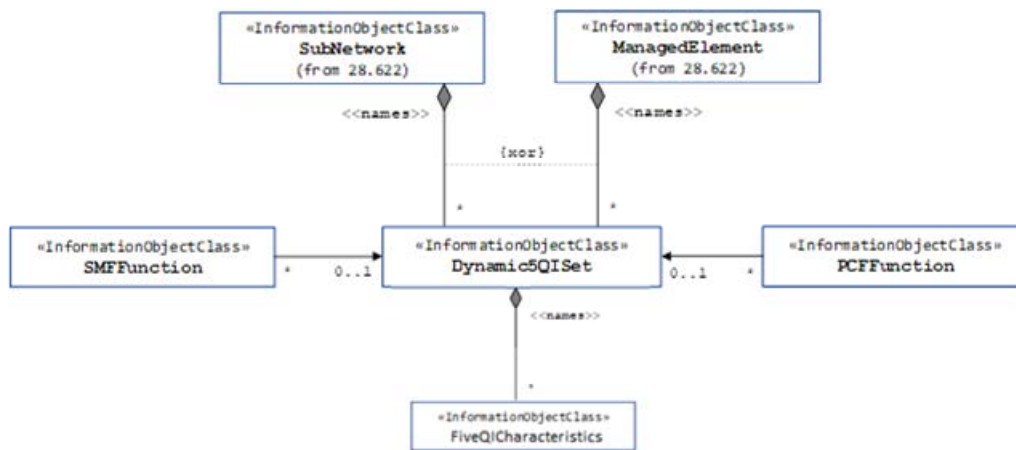 «InformationObjectClass»
SubNetwork
(from 28.622)
«InformationObjectClass»
ManagedElement
(from 28.622)
<<names>>
<<names>>
{xor}
*
*
«InformationObjectClass»
SMFFunction
*
0..1
«InformationObjectClass»
Dynamic5QISet
0..1
*
«InformationObjectClass»
PCFFunction
<<names>>
*
«InformationObjectClass»
FiveQICharacteristics